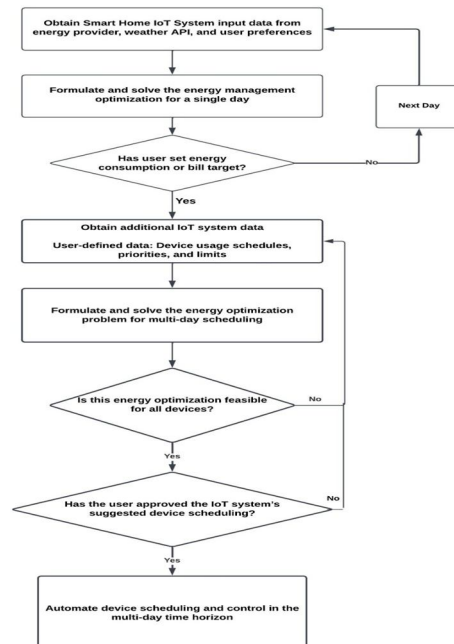 Obtain Smart Home IoT System input data from
energy provider, weather API, and user preferences
Formulate and solve the energy management
optimization for a single day
Next Day
Has user set energy
consumption or bill target?
No
Yes
Obtain additional IoT system data
User-defined data: Device usage schedules,
priorities, and limits
Formulate and solve the energy optimization
problem for multi-day scheduling
Is this energy optimization feasible
for all devices?
No
Yes
Has the user approved the IoT system's
suggested device scheduling?
No
Yes
Automate device scheduling and control in the
multi-day time horizon